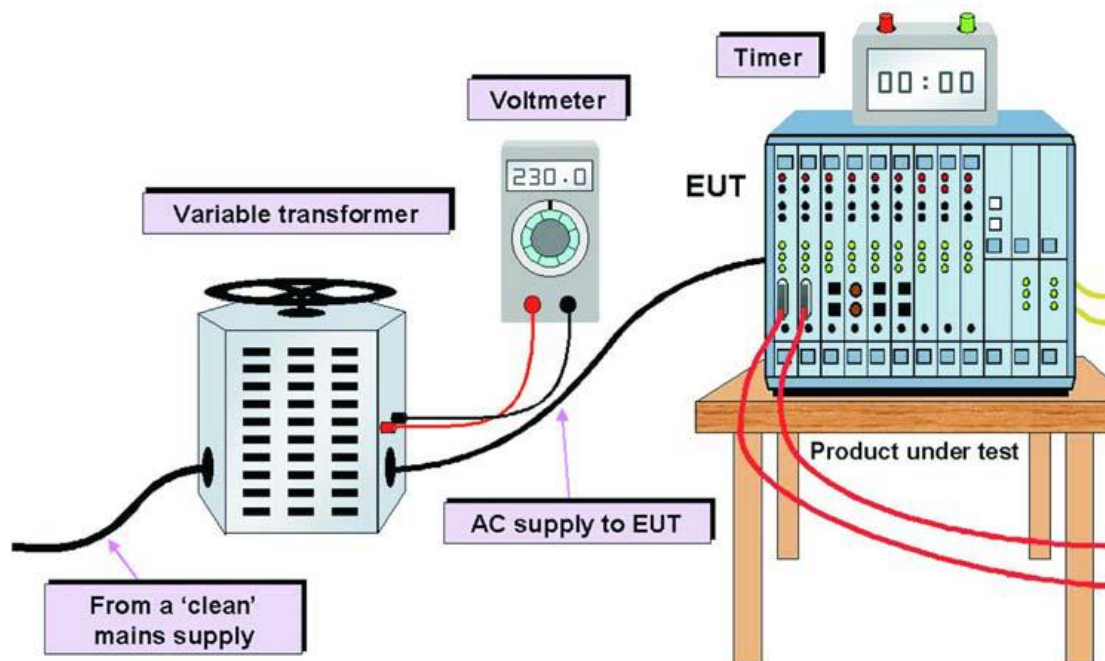 Timer
00:00
Voltmeter
230.0
EUT
Variable transformer
Product under test
AC supply to EUT
From a ‘clean’
mains supply